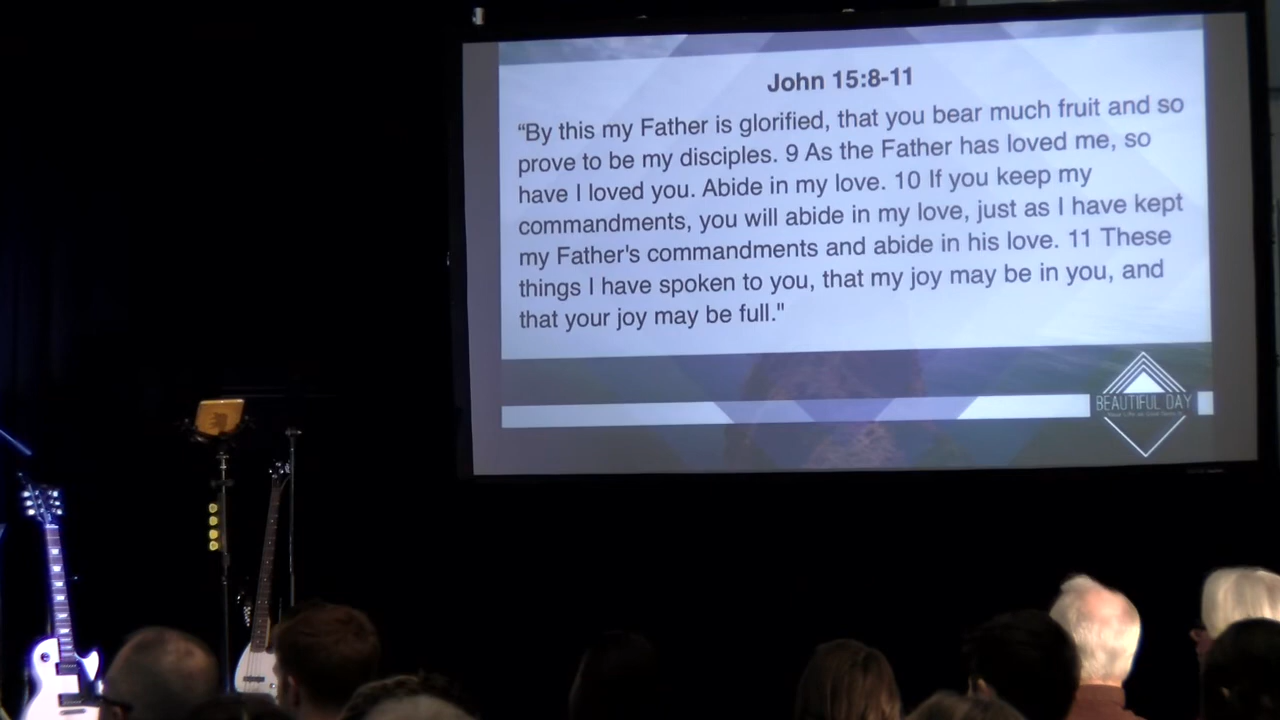 John 15:8-11
“By this my Father is glorified, that you bear much fruit and so
prove to be my disciples. 9 As the Father has loved me, so
have I loved you. Abide in my love. 10 If you keep my
commandments, you will abide in my love, just as I have kept
my Father's commandments and abide in his love. 11 These
things I have spoken to you, that my joy may be in you, and
that your joy may be full."
BEAUTIFUL DAY